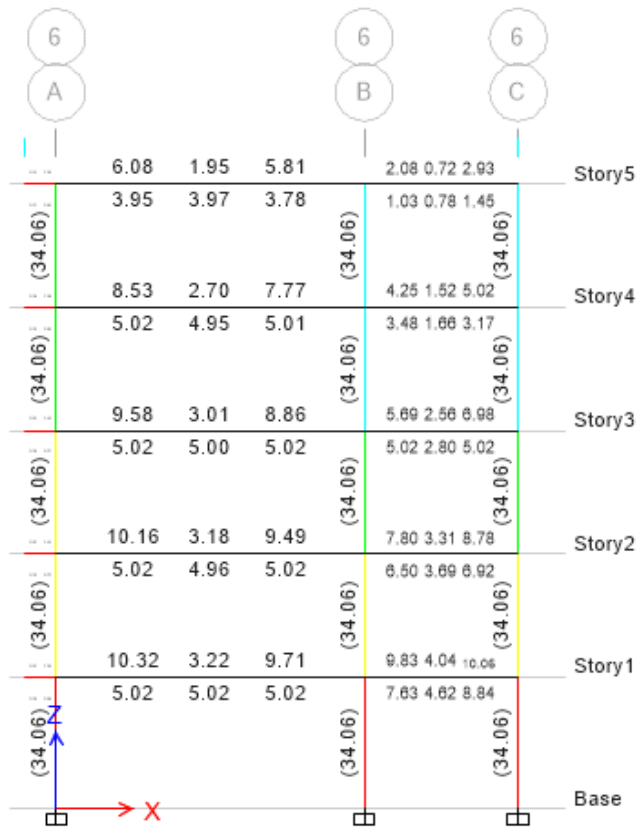 6 6 6
A B C
6.08 1.95 5.81 2.08 0.72 2.93
Story5
3.95 3.97 3.78 1.03 0.78 1.45
(34.06) (34.06) (34.06)
8.53 2.70 7.77 4.25 1.52 5.02
Story4
5.02 4.95 5.01 3.48 1.66 3.17
(34.06) (34.06) (34.06)
9.58 3.01 8.86 5.69 2.56 6.98
Story3
5.02 5.00 5.02 5.02 2.80 5.02
(34.06) (34.06) (34.06)
10.16 3.18 9.49 7.80 3.31 8.78
Story2
5.02 4.96 5.02 6.50 3.69 6.92
(34.06) (34.06) (34.06)
10.32 3.22 9.71 9.83 4.04 10.06
Story1
5.02 5.02 5.02 7.63 4.62 8.84
(34.06) (34.06) (34.06)
Z
Base
X